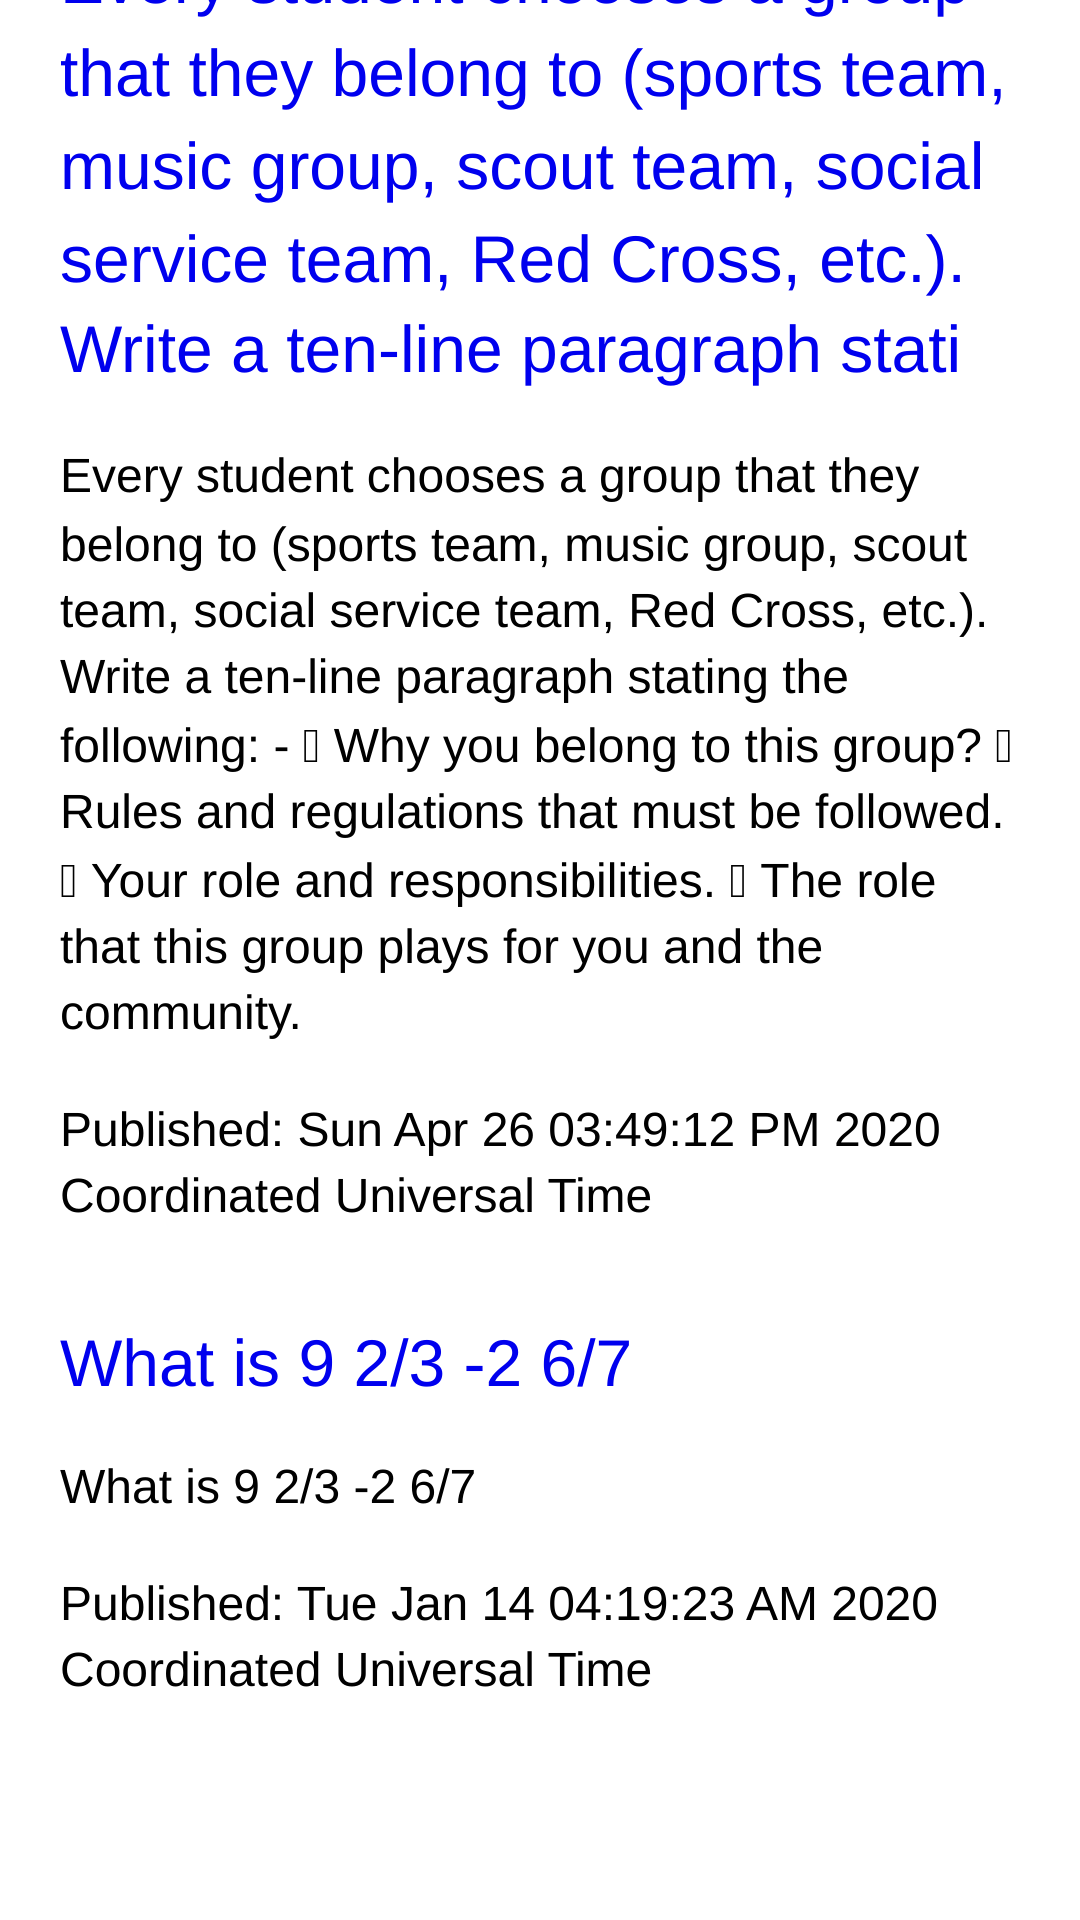 Every student chooses a group
that they belong to (sports team,
music group, scout team, social
service team, Red Cross, etc.).
Write a ten-line paragraph stati
Every student chooses a group that they
belong to (sports team, music group, scout
team, social service team, Red Cross, etc.).
Write a ten-line paragraph stating the
following: -  Why you belong to this group? 
Rules and regulations that must be followed.
 Your role and responsibilities.  The role
that this group plays for you and the
community.
Published: Sun Apr 26 03:49:12 PM 2020
Coordinated Universal Time
What is 9 2/3 -2 6/7
What is 9 2/3 -2 6/7
Published: Tue Jan 14 04:19:23 AM 2020
Coordinated Universal Time